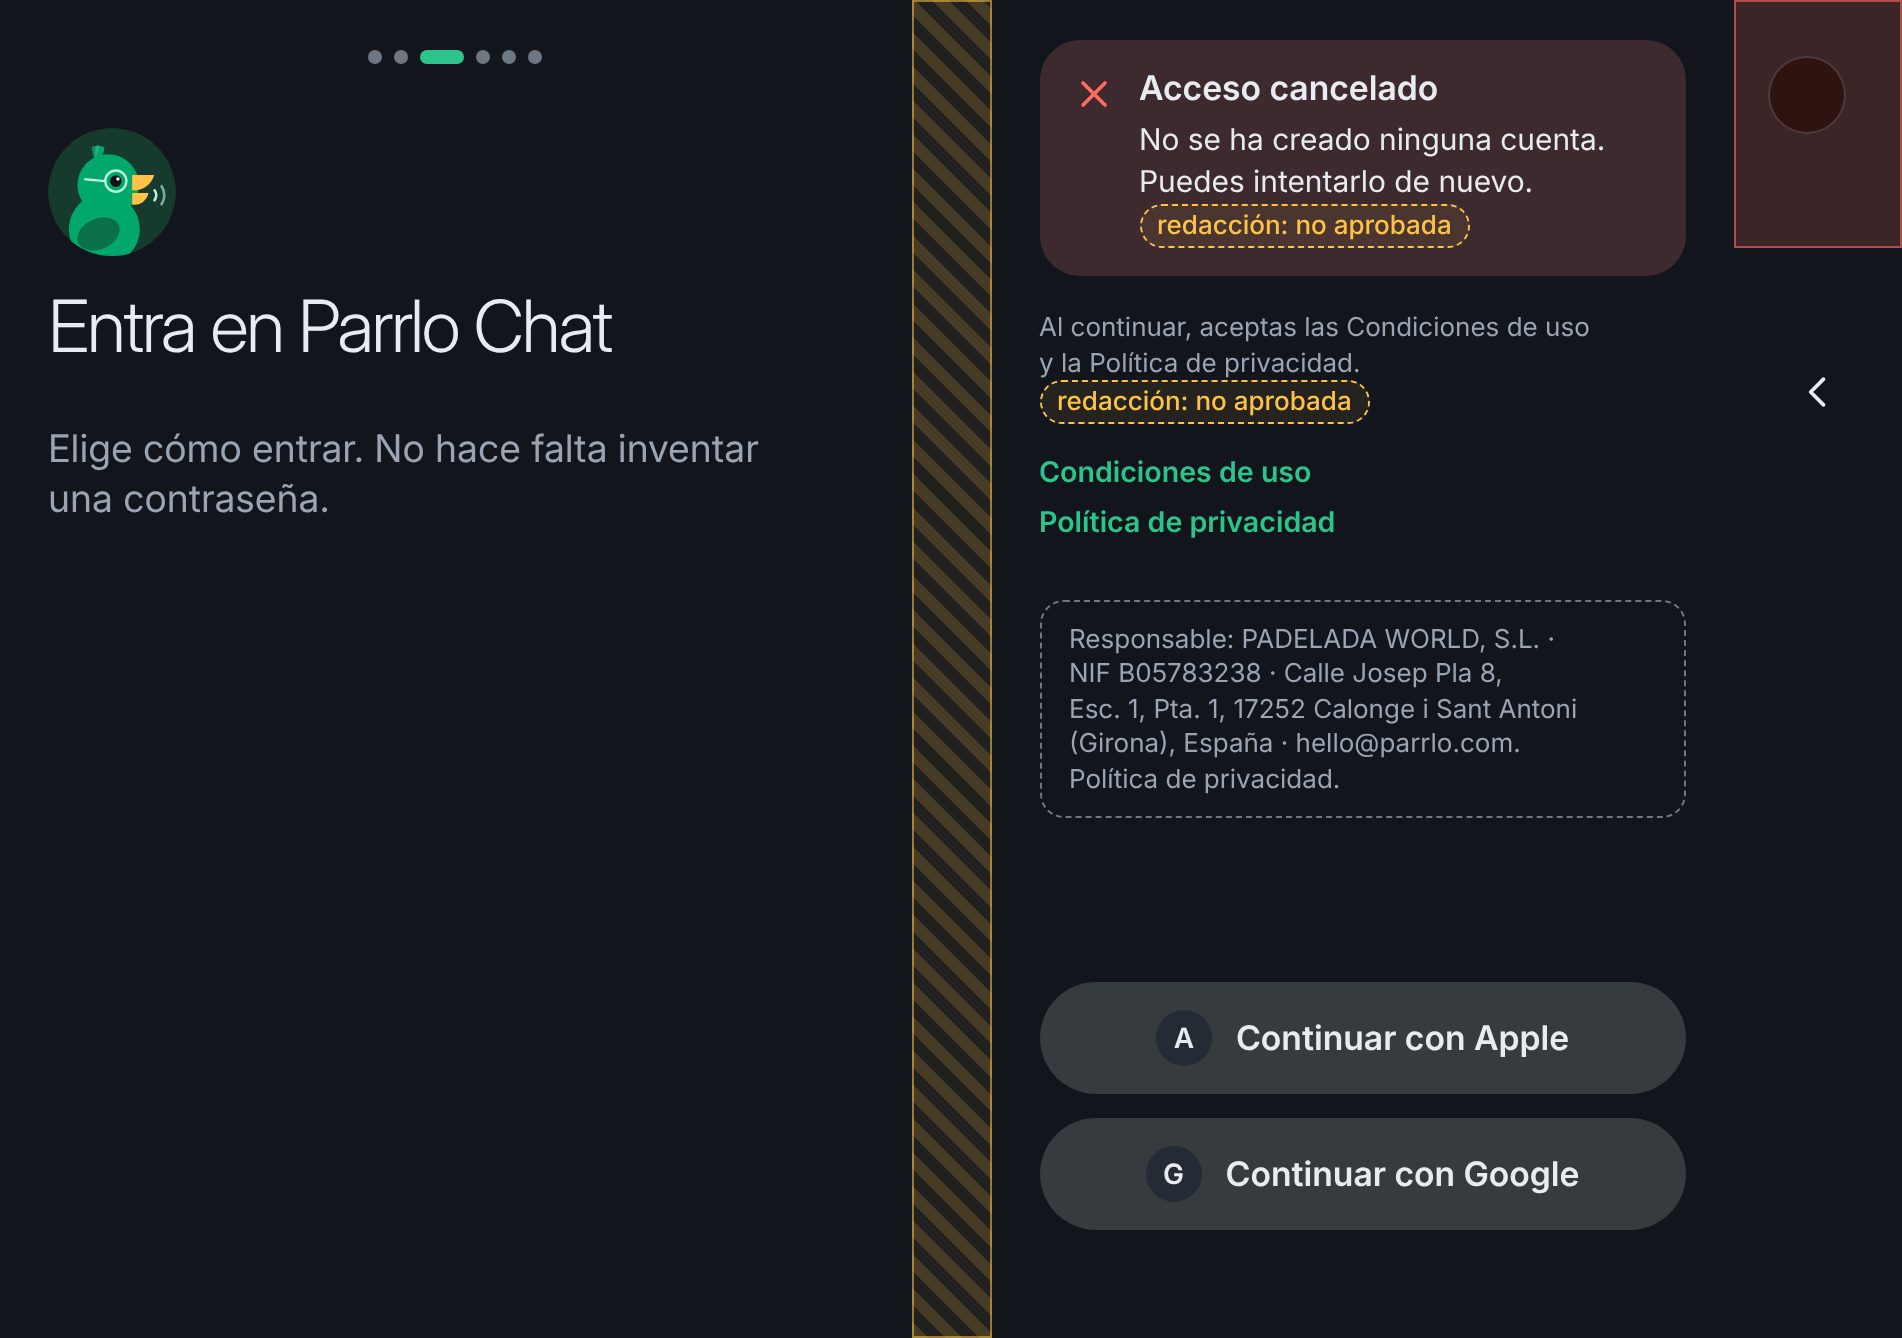 Entra en Parrlo Chat
Elige cómo entrar. No hace falta inventar
una contraseña.
Acceso cancelado
No se ha creado ninguna cuenta.
Puedes intentarlo de nuevo.
redacción: no aprobada
Al continuar, aceptas las Condiciones de uso
y la Política de privacidad.
redacción: no aprobada
Condiciones de uso
Política de privacidad
Responsable: PADELADA WORLD, S.L. ·
NIF B05783238 · Calle Josep Pla 8,
Esc. 1, Pta. 1, 17252 Calonge i Sant Antoni
(Girona), España · hello@parrlo.com.
Política de privacidad.
A Continuar con Apple
G Continuar con Google